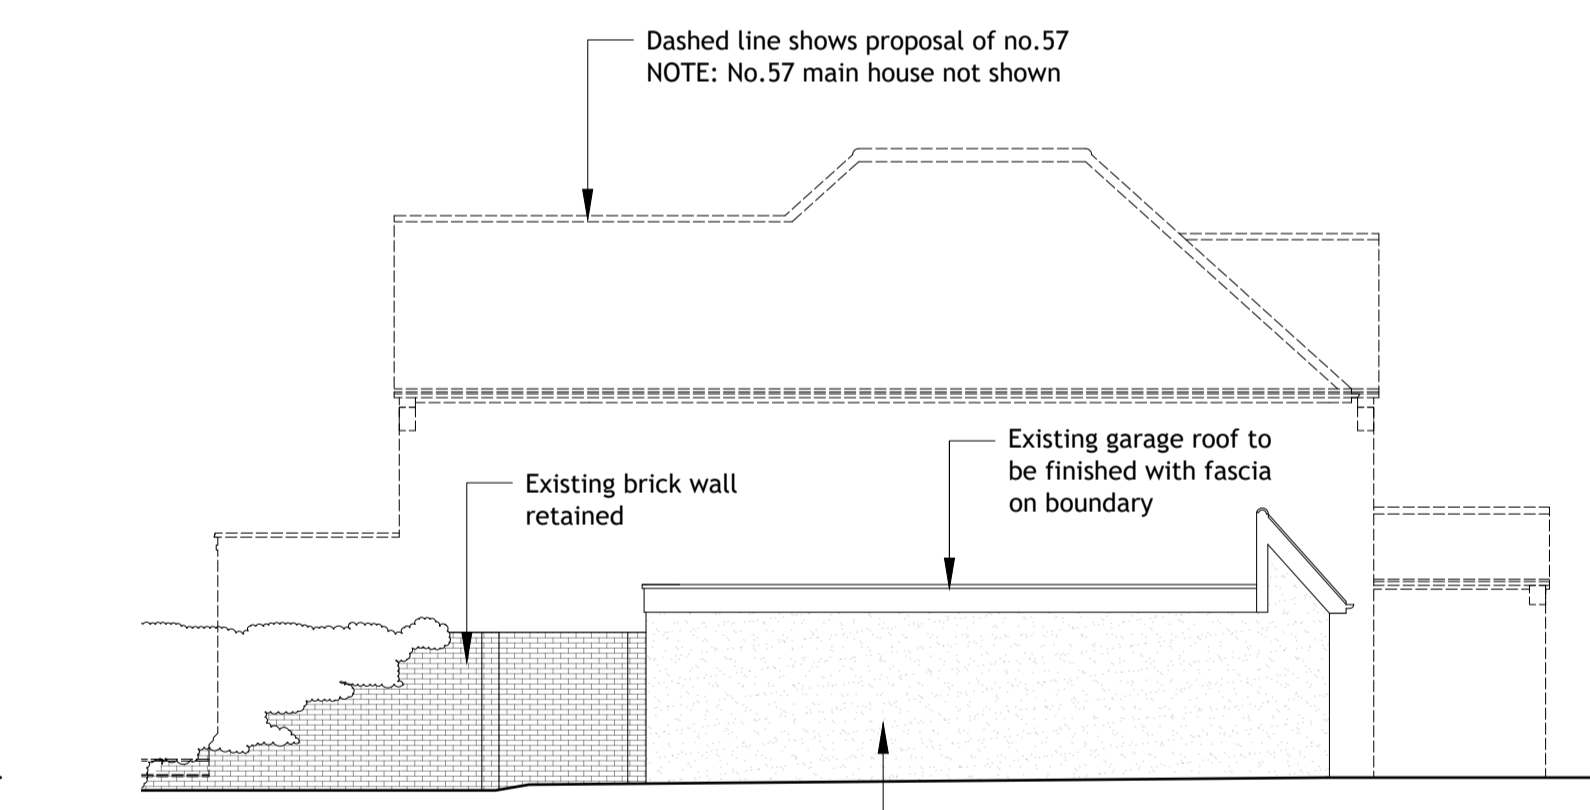 Dashed line shows proposal of no.57
NOTE: No.57 main house not shown
Existing garage roof to
be finished with fascia
on boundary
Existing brick wall
retained